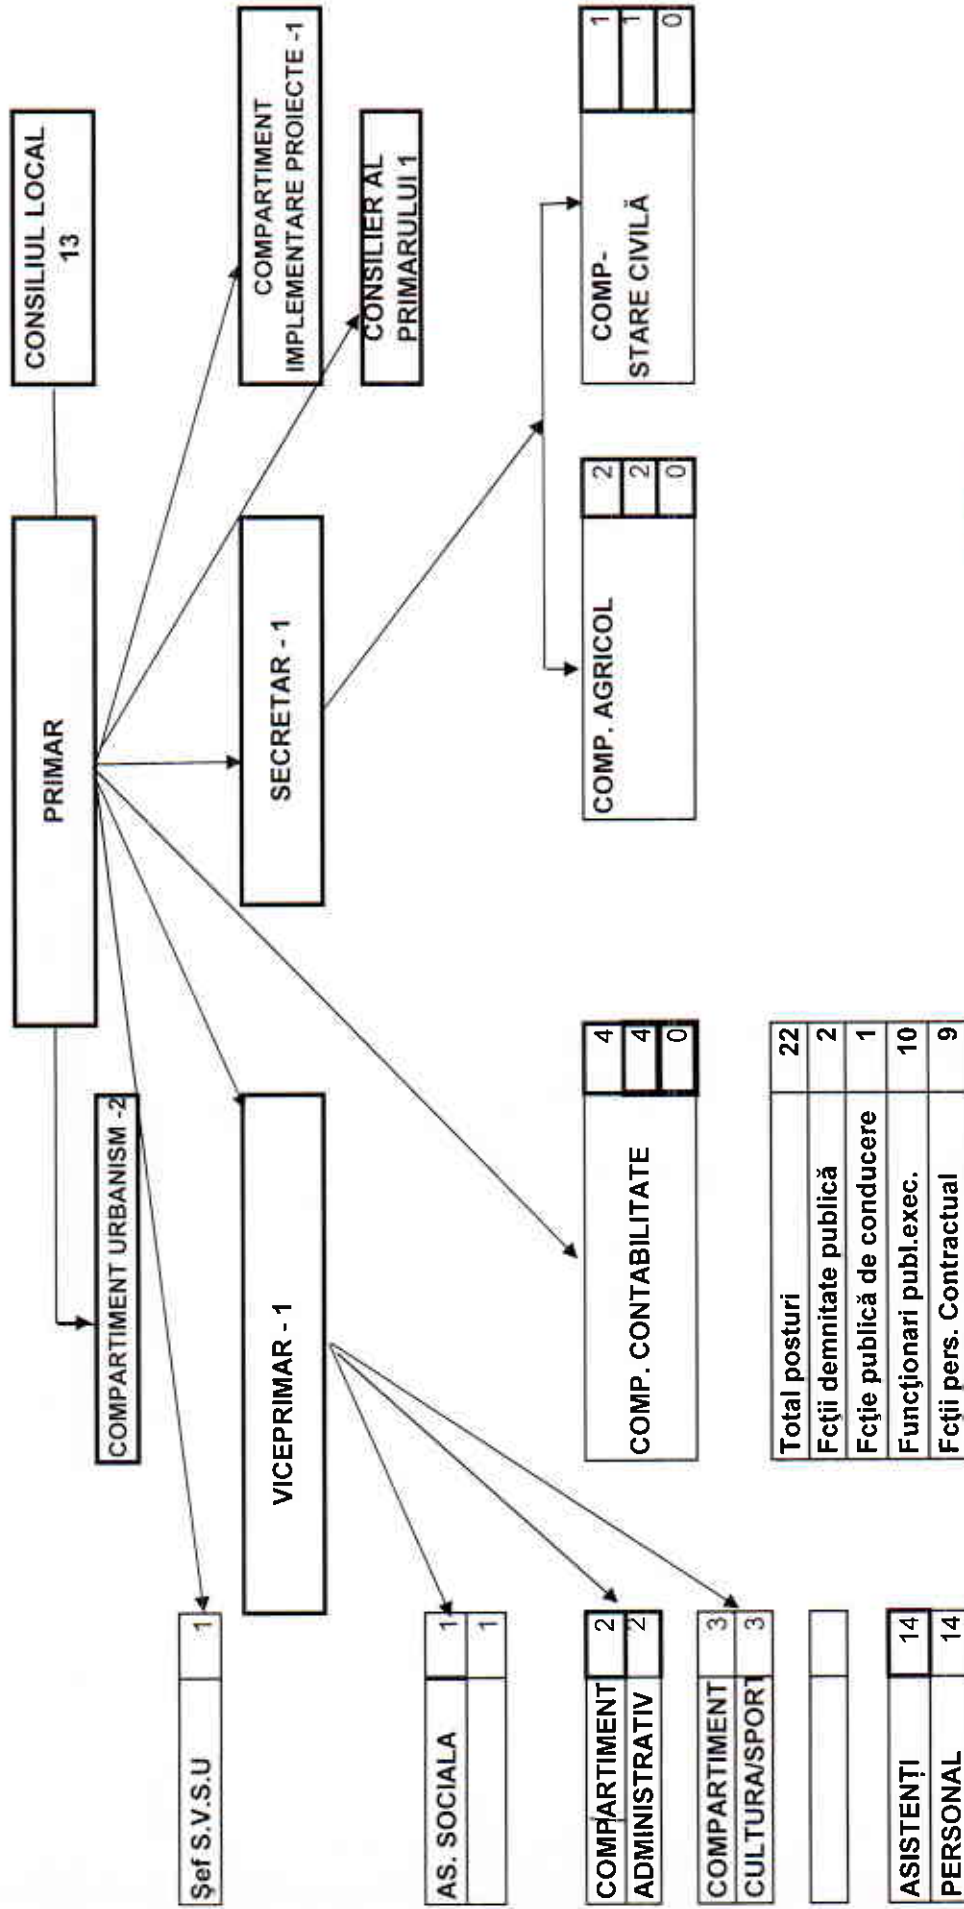 CONSILIUL LOCAL
13
PRIMAR
COMPARTIMENT URBANISM -2
Şef S.V.S.U 1
VICEPRIMAR - 1
SECRETAR - 1
COMPARTIMENT
IMPLEMENTARE PROIECTE -1
CONSILIER AL
PRIMARULUI 1
AS. SOCIALA 1
1
COMPARTIMENT 2
ADMINISTRATIV 2
COMPARTIMENT 3
CULTURA/SPORT 3
ASISTENŢI 14
PERSONAL 14
COMP. CONTABILITATE
4
4
0
COMP. AGRICOL
2
2
0
COMP-
STARE CIVILĂ
1
1
0
Total posturi 22
Fcţii demnitate publică 2
Fcţie publică de conducere 1
Funcţionari publ.exec. 10
Fcţii pers. Contractual 9